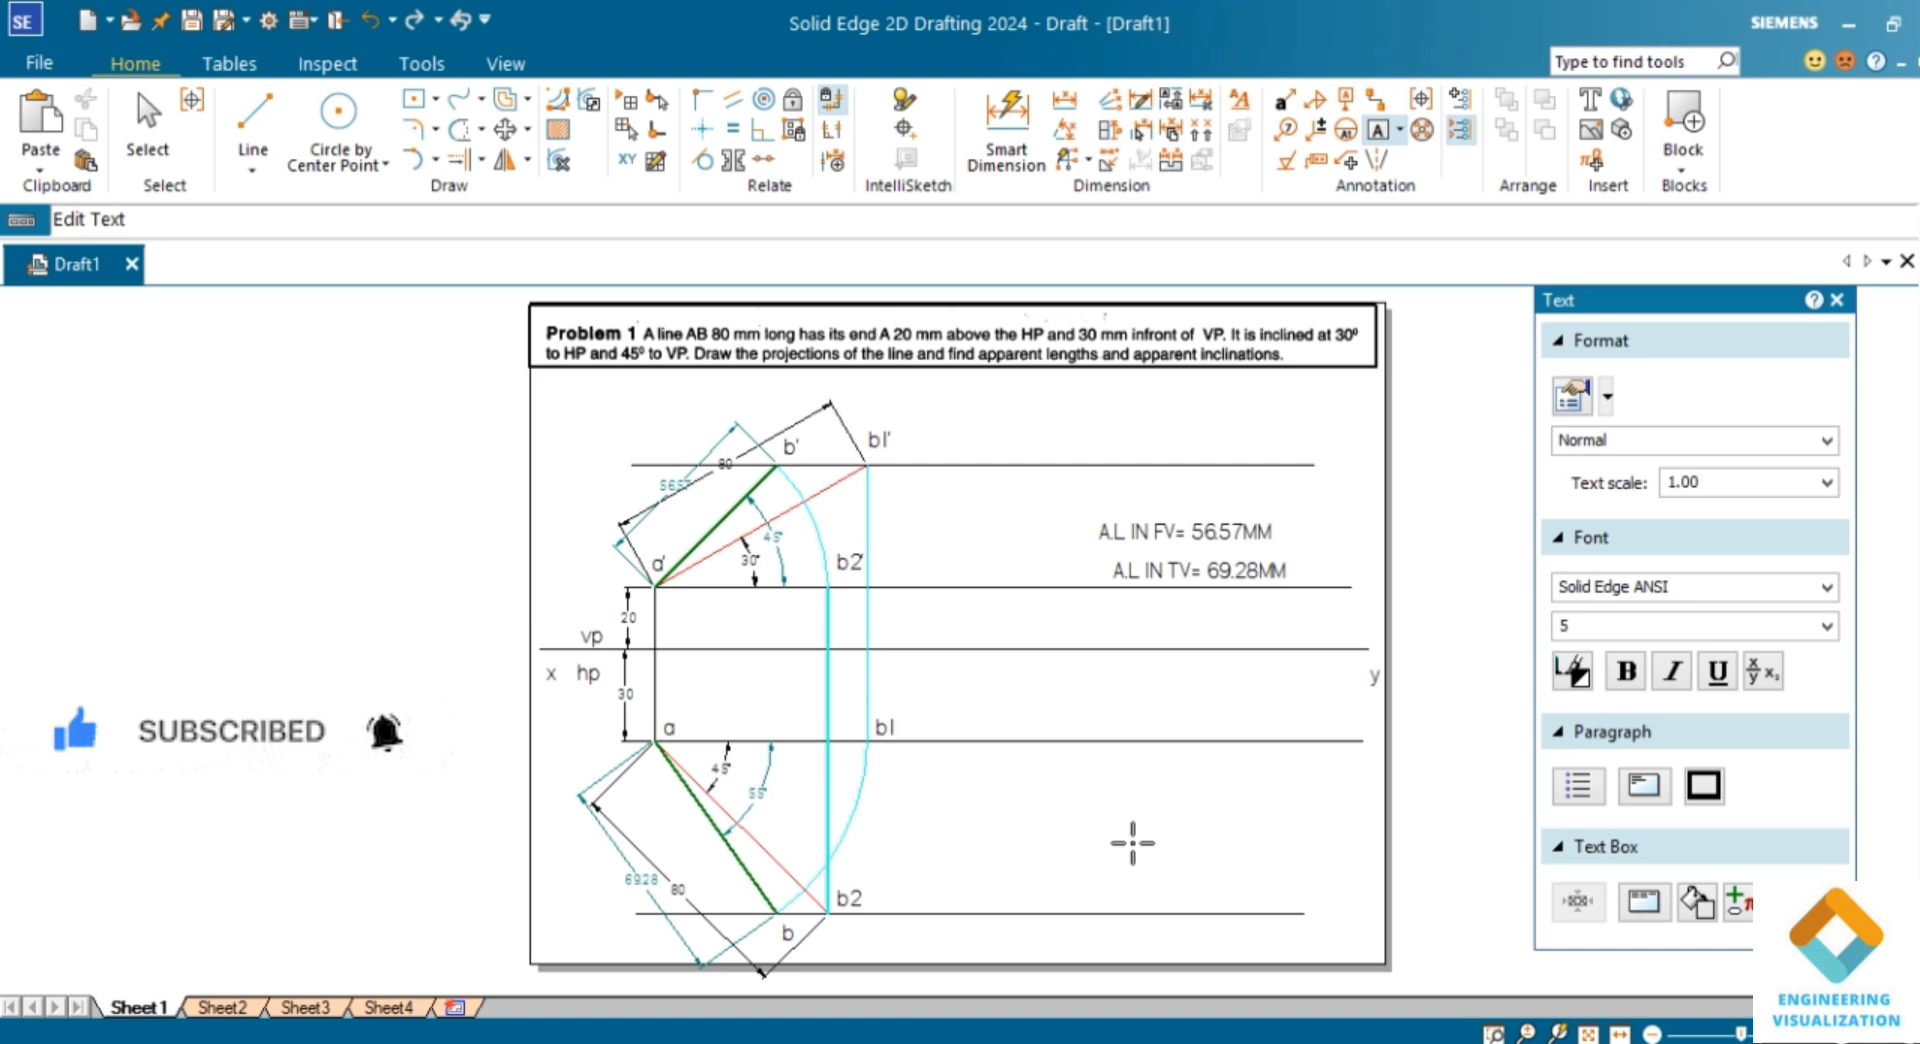 SE
Solid Edge 2D Drafting 2024 - Draft - [Draft1]
SIEMENS
File Home Tables Inspect Tools View
Type to find tools
Paste
Select
Line
Circle by
Center Point
XY
Smart
Dimension
Block
Clipboard Select Draw Relate IntelliSketch Dimension Annotation Arrange Insert Blocks
Edit Text
Draft1
Problem 1 A line AB 80 mm long has its end A 20 mm above the HP and 30 mm infront of VP. It is inclined at 30º
to HP and 45º to VP. Draw the projections of the line and find apparent lengths and apparent inclinations.
b'
b1'
80
56.57
45°
30°
a'
b2'
A.L IN FV= 56.57MM
A.L IN TV= 69.28MM
20
vp
x hp
y
30
a
b1
45°
55°
69.28
80
b2
b
SUBSCRIBED
Text
Format
Normal
Text scale: 1.00
Font
Solid Edge ANSI
5
B I U
Paragraph
Text Box
Sheet1 Sheet2 Sheet3 Sheet4
ENGINEERING
VISUALIZATION